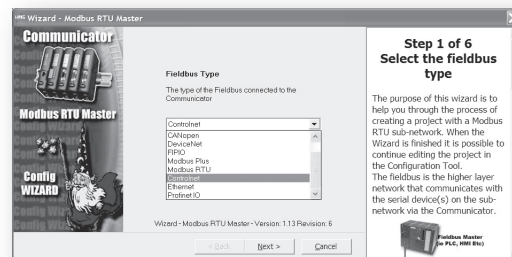 HMS Wizard - Modbus RTU Master
Communicator
Modbus RTU Master
Config
WIZARD
Fieldbus Type
The type of the Fieldbus connected to the
Communicator
Controlnet
CANopen
DeviceNet
FIPIO
Modbus Plus
Modbus RTU
Controlnet
Ethernet
Profinet IO
Wizard - Modbus RTU Master - Version: 1.13 Revision: 6
< Back
Next >
Cancel
Step 1 of 6
Select the fieldbus
type
The purpose of this wizard is to
help you through the process of
creating a project with a Modbus
RTU sub-network. When the
Wizard is finished it is possible to
continue editing the project in
the Configuration Tool.
The fieldbus is the higher layer
network that communicates with
the serial device(s) on the sub-
network via the Communicator.
Fieldbus Master
(ie PLC, HMI Etc)